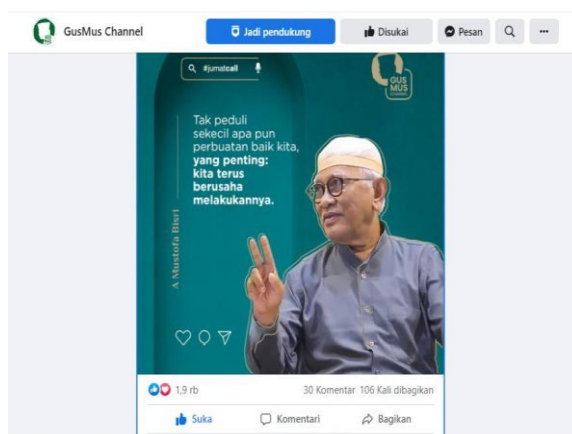 GusMus Channel
Jadi pendukung
Disukai
Pesan
#jumatcall
GUS
MUS
CHANNEL
Tak peduli
sekecil apa pun
perbuatan baik kita,
yang penting:
kita terus
berusaha
melakukannya.
A Mustofa Bisri
1,9 rb
30 Komentar 106 Kali dibagikan
Suka
Komentari
Bagikan